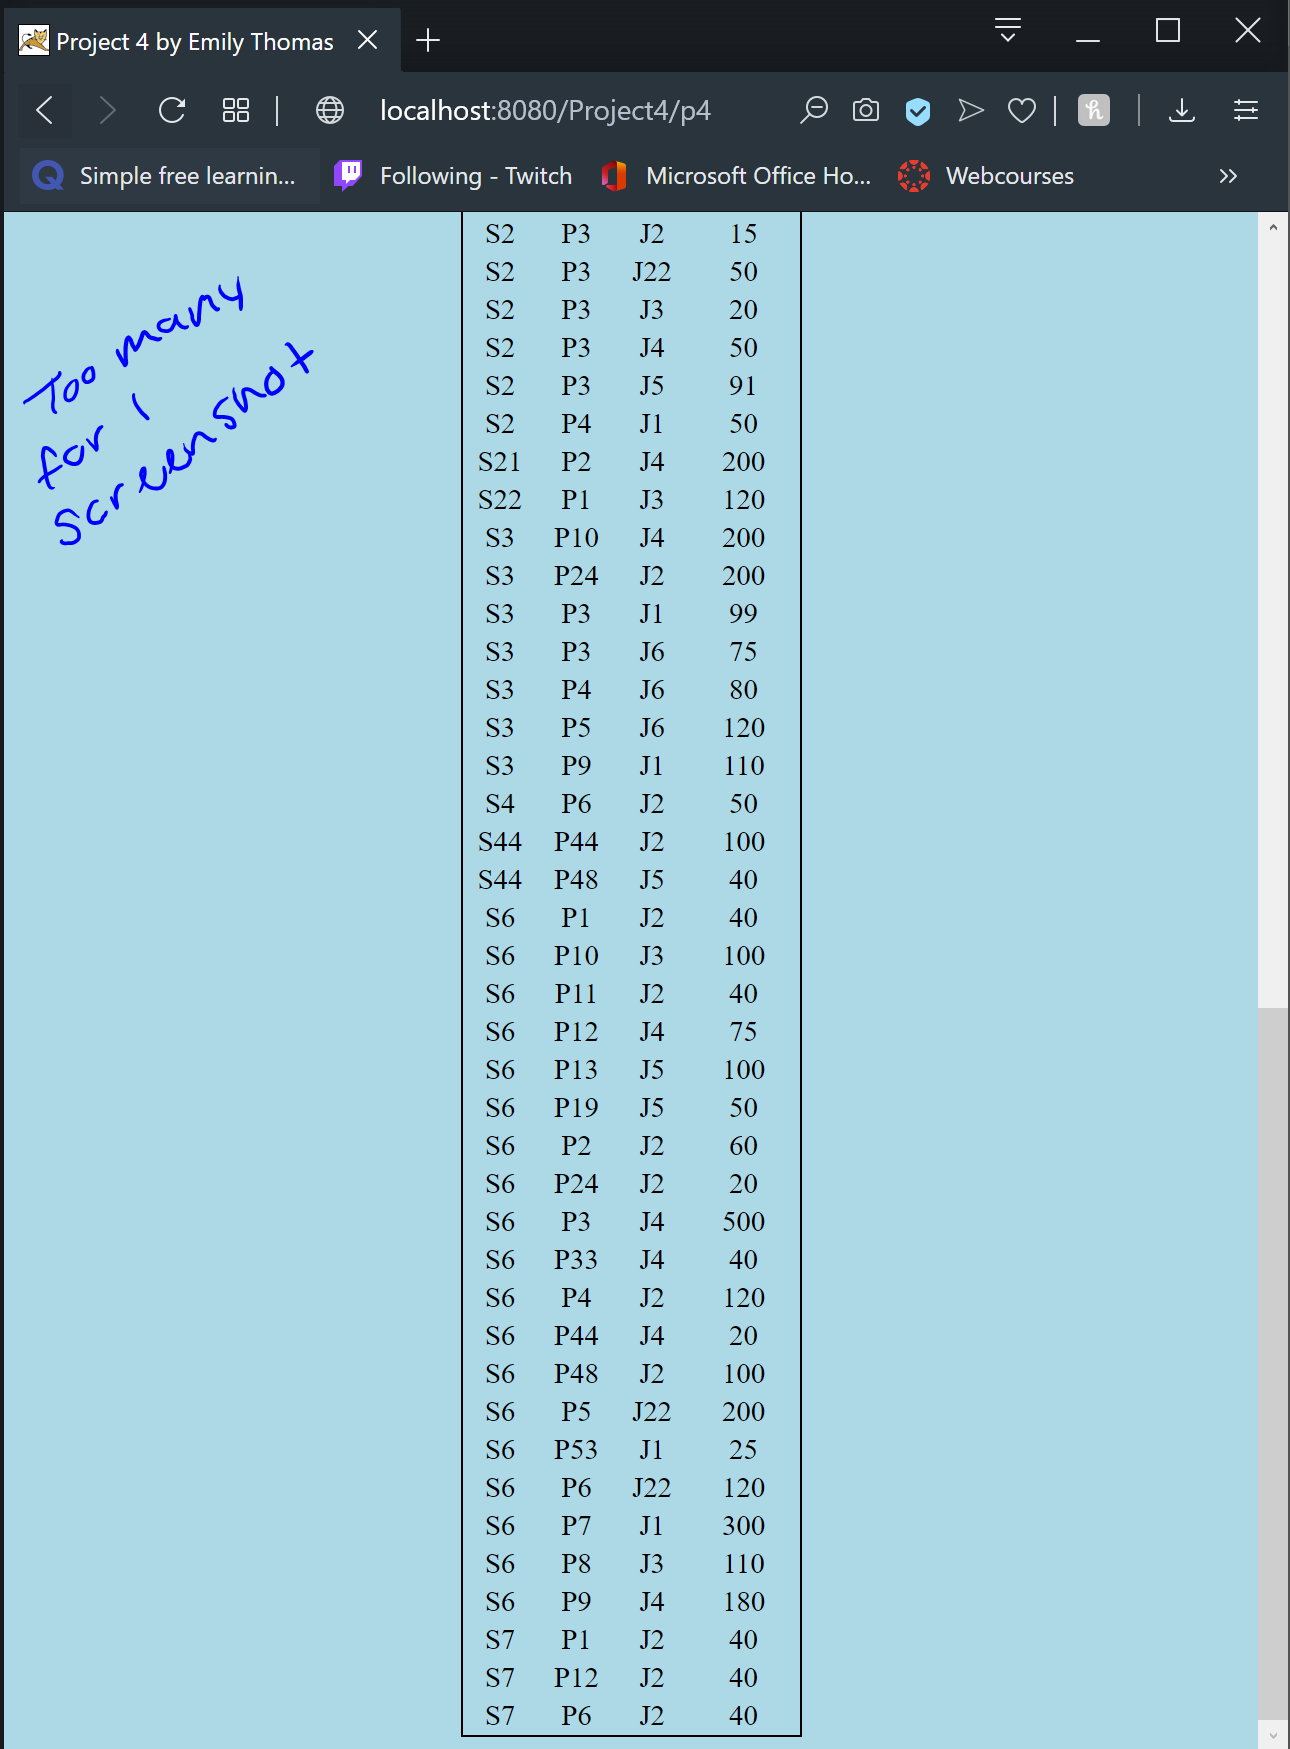 Project 4 by Emily Thomas
localhost:8080/Project4/p4
Simple free learnin...
Following - Twitch
Microsoft Office Ho...
Webcourses
Too many
for 1
screenshot
S2 P3 J2 15
S2 P3 J22 50
S2 P3 J3 20
S2 P3 J4 50
S2 P3 J5 91
S2 P4 J1 50
S21 P2 J4 200
S22 P1 J3 120
S3 P10 J4 200
S3 P24 J2 200
S3 P3 J1 99
S3 P3 J6 75
S3 P4 J6 80
S3 P5 J6 120
S3 P9 J1 110
S4 P6 J2 50
S44 P44 J2 100
S44 P48 J5 40
S6 P1 J2 40
S6 P10 J3 100
S6 P11 J2 40
S6 P12 J4 75
S6 P13 J5 100
S6 P19 J5 50
S6 P2 J2 60
S6 P24 J2 20
S6 P3 J4 500
S6 P33 J4 40
S6 P4 J2 120
S6 P44 J4 20
S6 P48 J2 100
S6 P5 J22 200
S6 P53 J1 25
S6 P6 J22 120
S6 P7 J1 300
S6 P8 J3 110
S6 P9 J4 180
S7 P1 J2 40
S7 P12 J2 40
S7 P6 J2 40